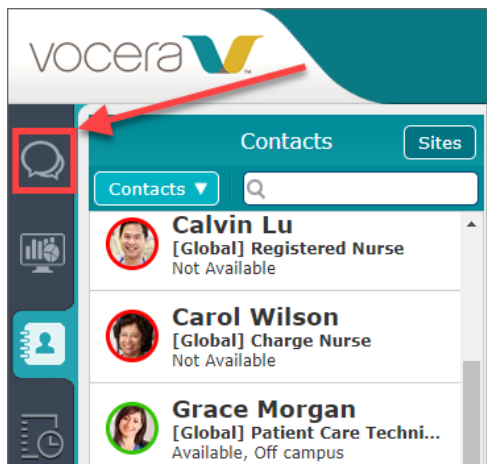 vocera
Contacts
Sites
Contacts ▼
Calvin Lu
[Global] Registered Nurse
Not Available
Carol Wilson
[Global] Charge Nurse
Not Available
Grace Morgan
[Global] Patient Care Techni...
Available, Off campus